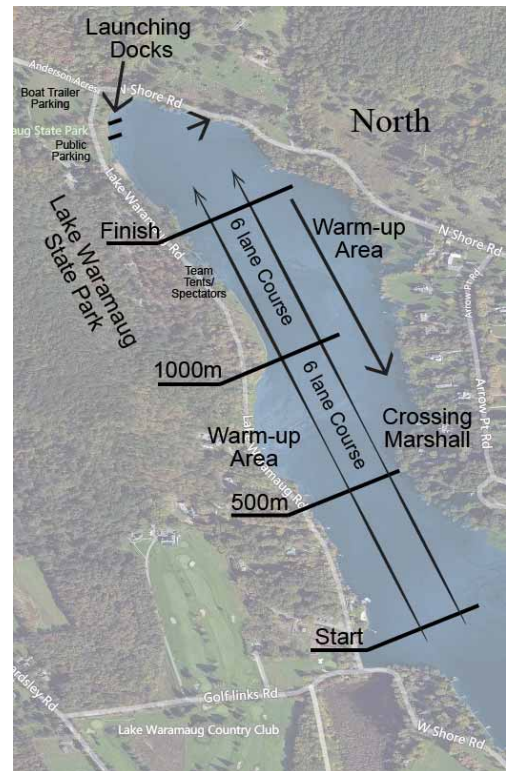 Launching
Docks
Anderson Acres
N Shore Rd
Boat Trailer
Parking
aug State Park
Public
Parking
North
Lake Waramaug Rd
Lake Waramaug
State Park
Finish
6 lane Course
Warm-up
Area
N Shore Rd
Team
Tents/
Spectators
Arrow Pt Rd
Arrow Pt Rd
1000m
6 lane Course
Crossing
Marshall
Warm-up
Area
Lake Waramaug Rd
500m
Start
Golf links Rd
rdsley Rd
Lake Waramaug Country Club
W Shore Rd